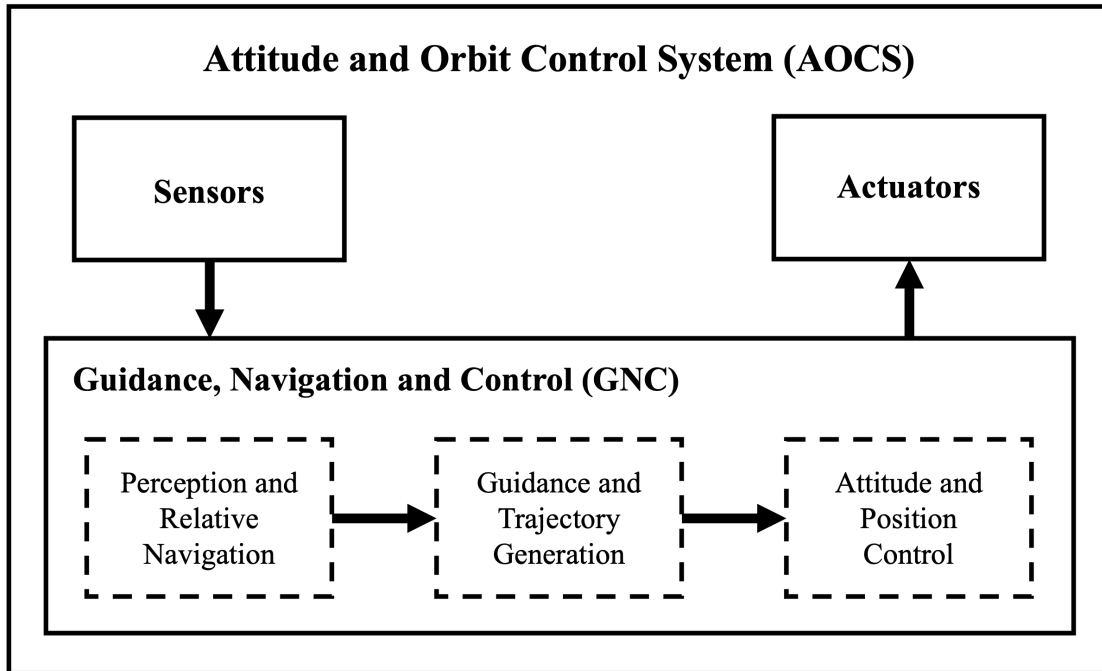 Attitude and Orbit Control System (AOCS)
Sensors
Actuators
Guidance, Navigation and Control (GNC)
Perception and
Relative
Navigation
Guidance and
Trajectory
Generation
Attitude and
Position
Control